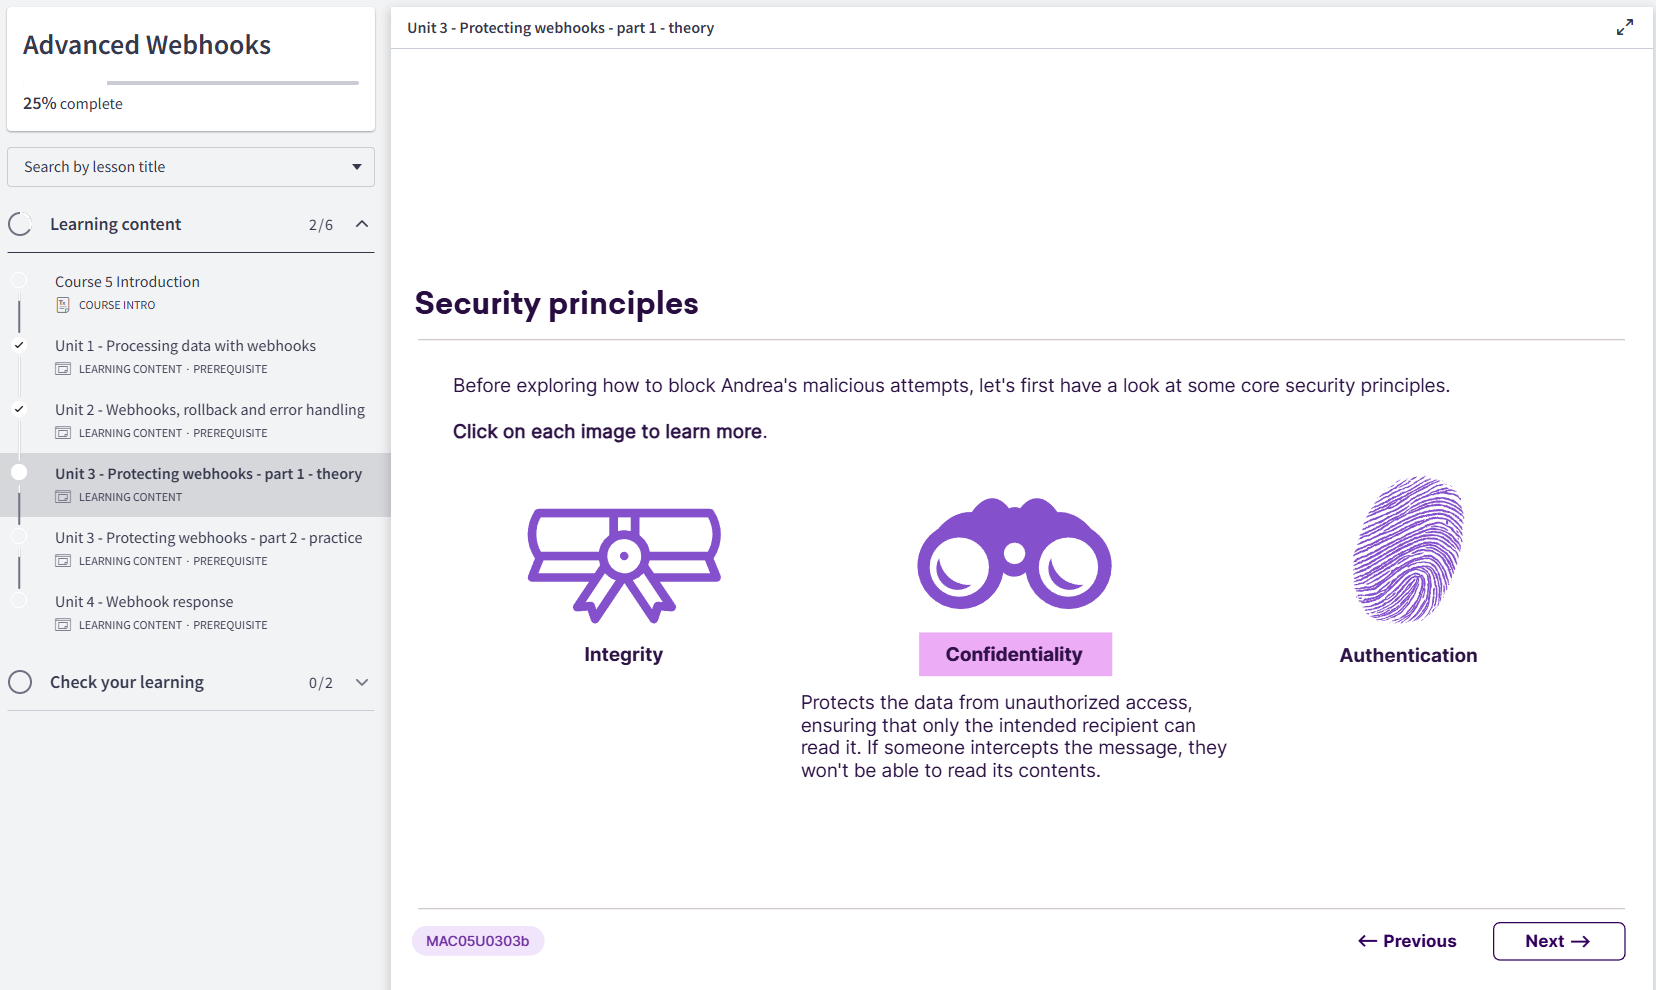 Advanced Webhooks
25% complete
Search by lesson title
Learning content 2/6
Course 5 Introduction
COURSE INTRO
Unit 1 - Processing data with webhooks
LEARNING CONTENT · PREREQUISITE
Unit 2 - Webhooks, rollback and error handling
LEARNING CONTENT · PREREQUISITE
Unit 3 - Protecting webhooks - part 1 - theory
LEARNING CONTENT
Unit 3 - Protecting webhooks - part 2 - practice
LEARNING CONTENT · PREREQUISITE
Unit 4 - Webhook response
LEARNING CONTENT · PREREQUISITE
Check your learning 0/2
Unit 3 - Protecting webhooks - part 1 - theory
Security principles
Before exploring how to block Andrea's malicious attempts, let's first have a look at some core security principles.
Click on each image to learn more.
Integrity
Confidentiality
Authentication
Protects the data from unauthorized access,
ensuring that only the intended recipient can
read it. If someone intercepts the message, they
won't be able to read its contents.
MAC05U0303b
← Previous
Next →